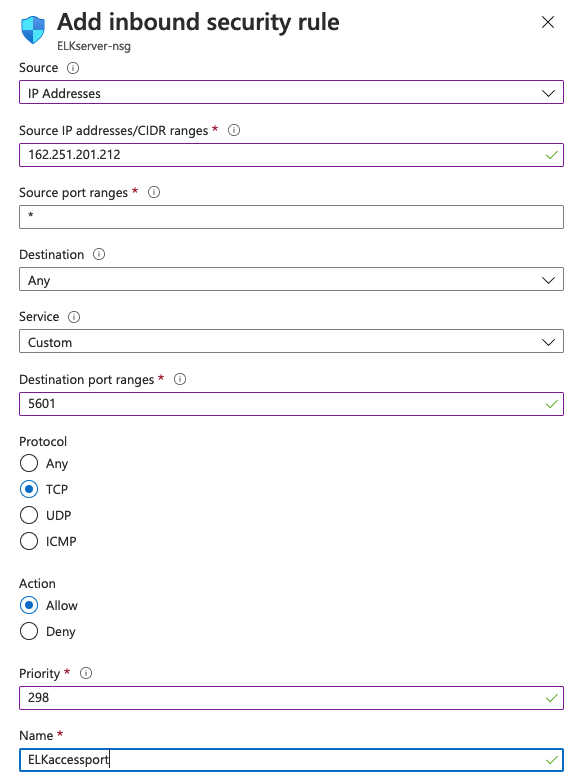 Add inbound security rule
ELKserver-nsg
Source
IP Addresses
Source IP addresses/CIDR ranges *
162.251.201.212
Source port ranges *
*
Destination
Any
Service
Custom
Destination port ranges *
5601
Protocol
Any
TCP
UDP
ICMP
Action
Allow
Deny
Priority *
298
Name *
ELKaccessport